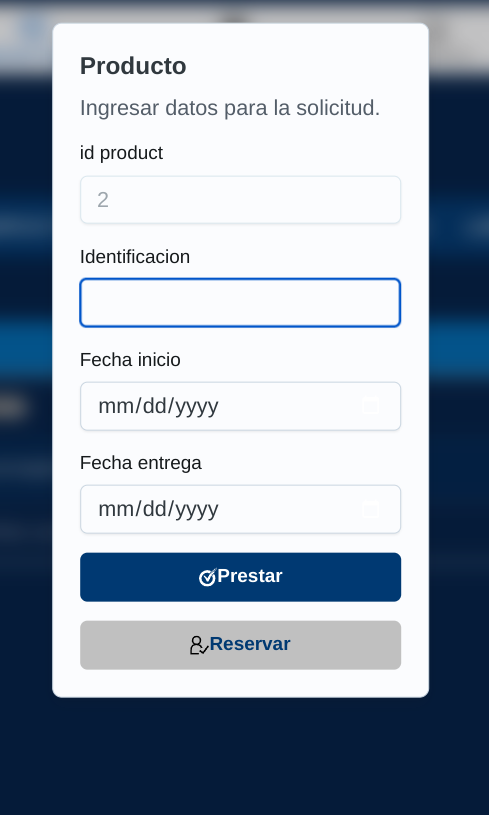 Producto
Ingresar datos para la solicitud.
id product
2
Identificacion
Fecha inicio
mm/dd/yyyy
Fecha entrega
mm/dd/yyyy
Prestar
Reservar